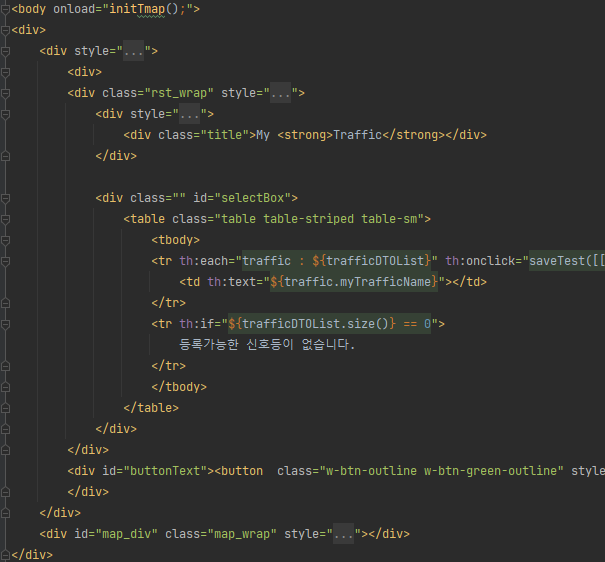 <body onload="initTmap();">
<div>
<div style="...">
<div>
<div class="rst_wrap" style="...">
<div style="...">
<div class="title">My <strong>Traffic</strong></div>
</div>
<div class="" id="selectBox">
<table class="table table-striped table-sm">
<tbody>
<tr th:each="traffic : ${trafficDTOList}" th:onclick="saveTest([[
<td th:text="${traffic.myTrafficName}"></td>
</tr>
<tr th:if="${trafficDTOList.size()} == 0">
등록가능한 신호등이 없습니다.
</tr>
</tbody>
</table>
</div>
</div>
<div id="buttonText"><button  class="w-btn-outline w-btn-green-outline" style
</div>
</div>
<div id="map_div" class="map_wrap" style="..."></div>
</div>